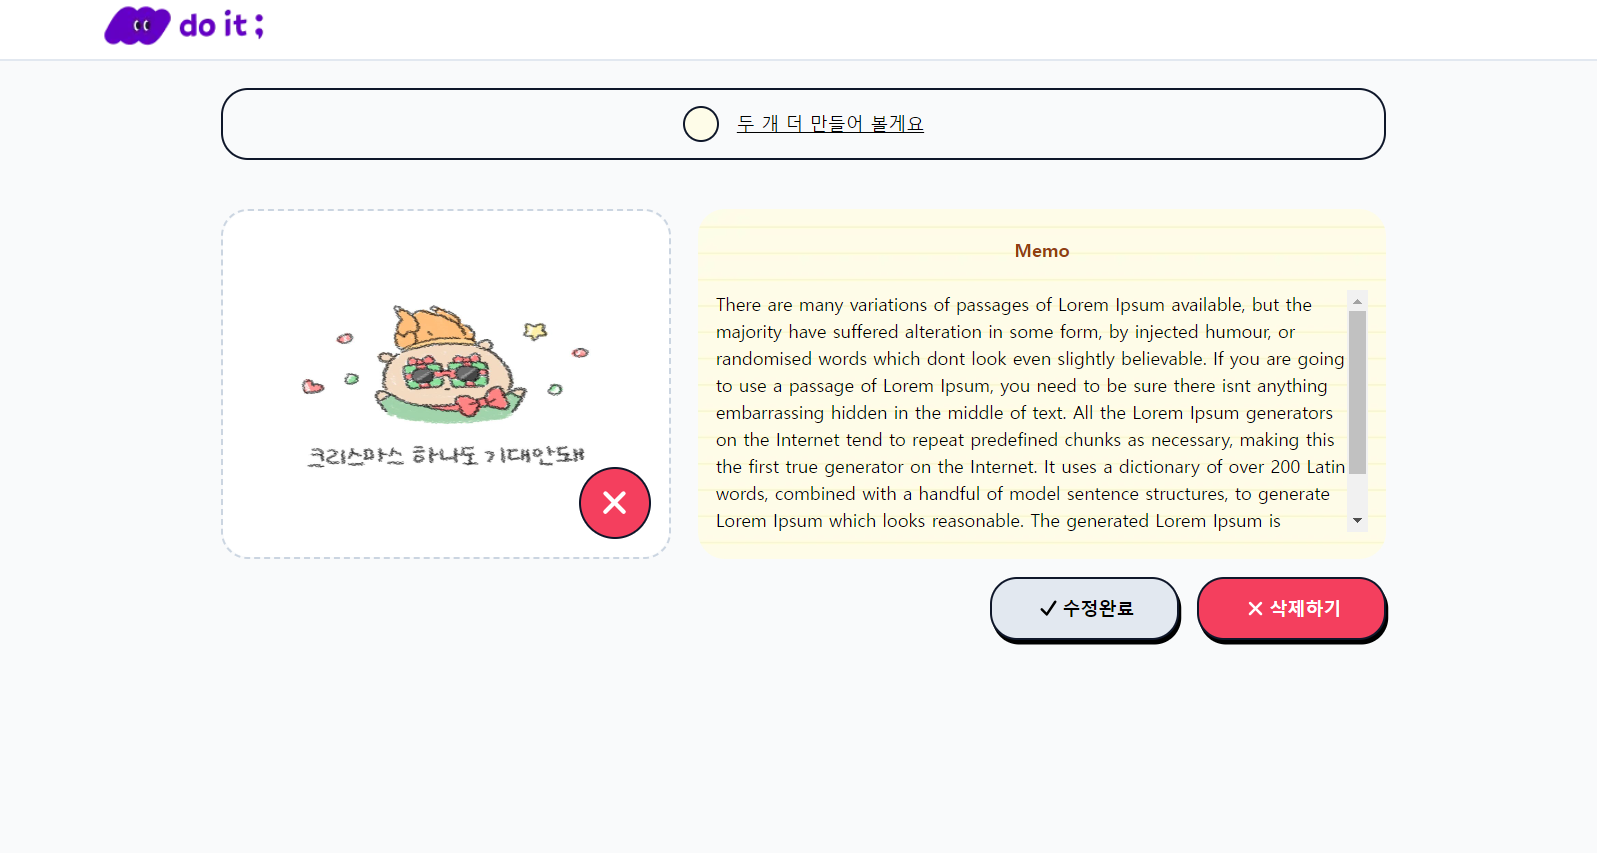 do it ;
두 개 더 만들어 볼게요
크리스마스 하나도 기대안돼
Memo
There are many variations of passages of Lorem Ipsum available, but the
majority have suffered alteration in some form, by injected humour, or
randomised words which dont look even slightly believable. If you are going
to use a passage of Lorem Ipsum, you need to be sure there isnt anything
embarrassing hidden in the middle of text. All the Lorem Ipsum generators
on the Internet tend to repeat predefined chunks as necessary, making this
the first true generator on the Internet. It uses a dictionary of over 200 Latin
words, combined with a handful of model sentence structures, to generate
Lorem Ipsum which looks reasonable. The generated Lorem Ipsum is
수정완료
삭제하기